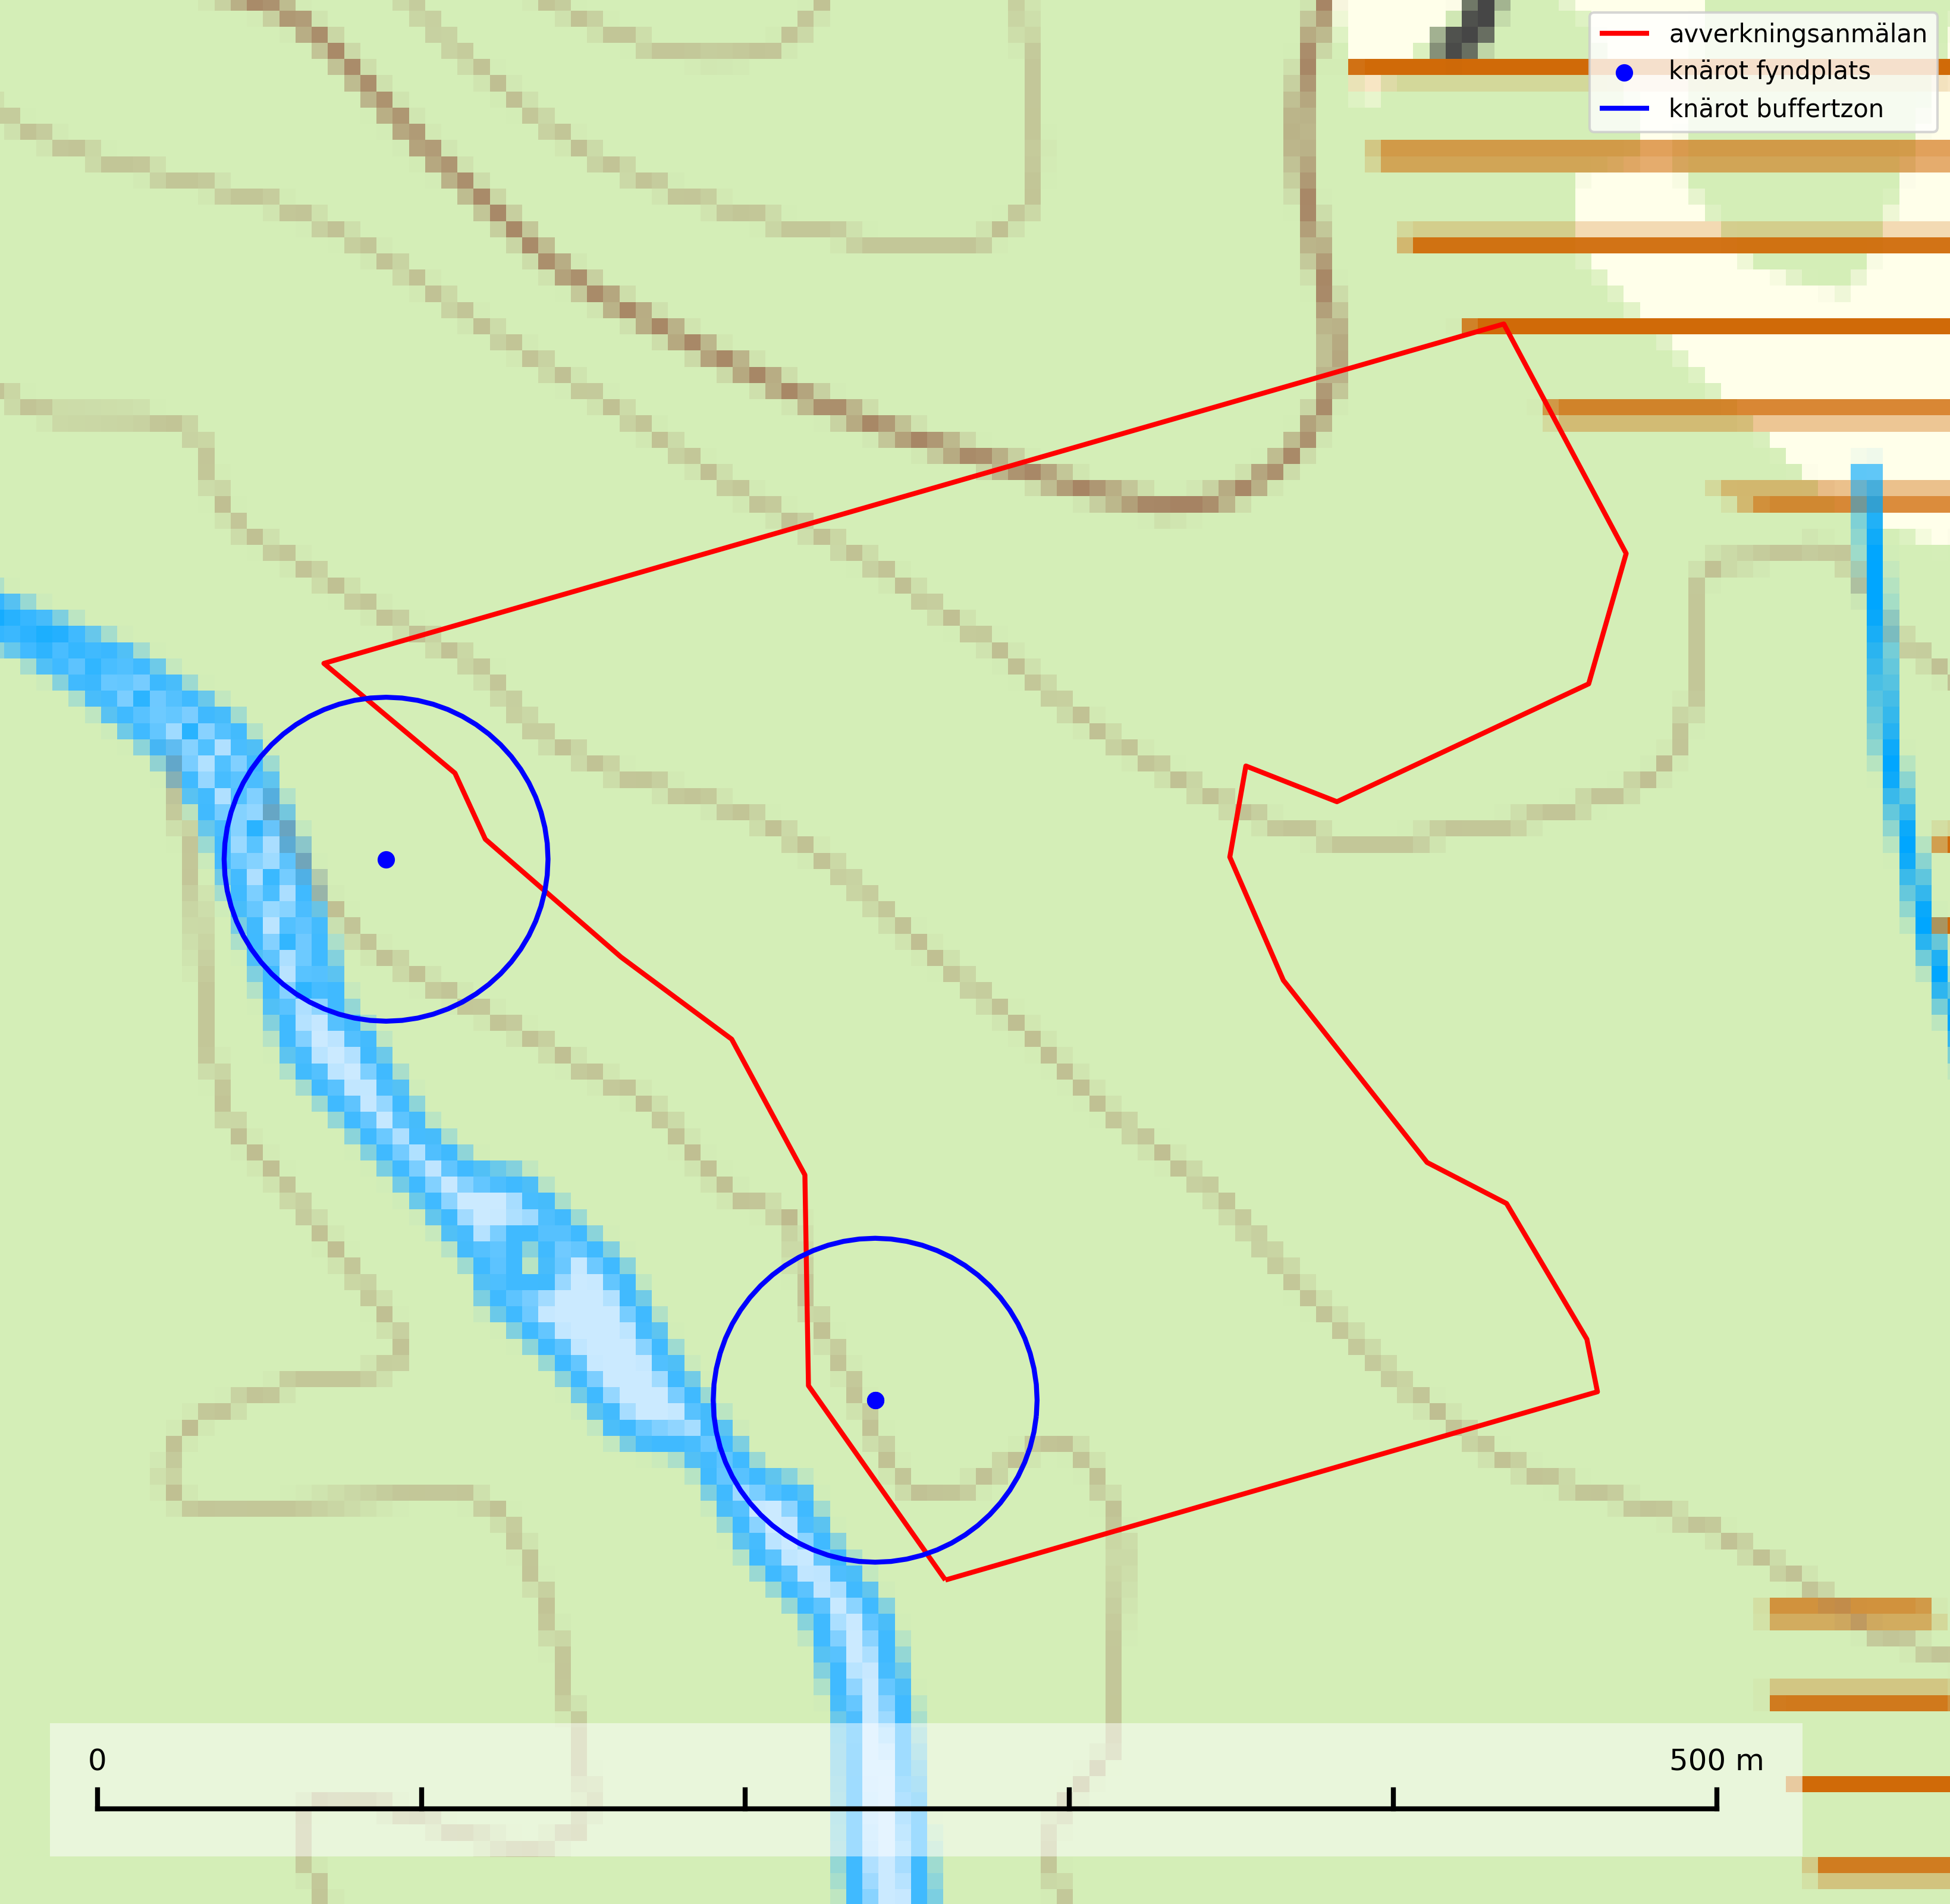 avverkningsanmälan
knärot fyndplats
knärot buffertzon
0
500 m